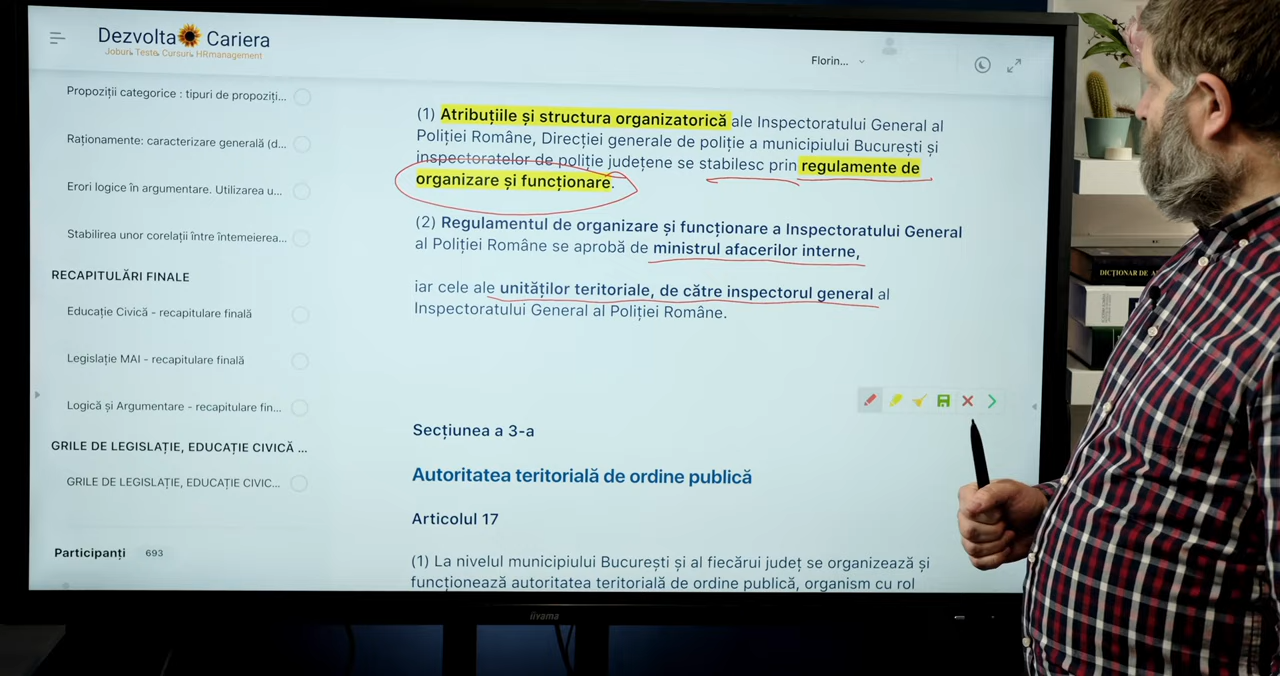 Dezvolta Cariera
Joburi, Teste, Cursuri, HRmanagement
Florin...
Propoziții categorice : tipuri de propoziți...
Raționamente: caracterizare generală (d...
Erori logice în argumentare. Utilizarea u...
Stabilirea unor corelații între întemeierea...
RECAPITULĂRI FINALE
Educație Civică - recapitulare finală
Legislație MAI - recapitulare finală
Logică și Argumentare - recapitulare fin...
GRILE DE LEGISLAȚIE, EDUCAȚIE CIVICĂ ...
GRILE DE LEGISLAȚIE, EDUCAȚIE CIVIC...
Participanți 693
(1) Atribuțiile și structura organizatorică ale Inspectoratului General al
Poliției Române, Direcției generale de poliție a municipiului București și
inspectoratelor de poliție județene se stabilesc prin regulamente de
organizare și funcționare.
(2) Regulamentul de organizare și funcționare a Inspectoratului General
al Poliției Române se aprobă de ministrul afacerilor interne,
iar cele ale unităților teritoriale, de către inspectorul general al
Inspectoratului General al Poliției Române.
Secțiunea a 3-a
Autoritatea teritorială de ordine publică
Articolul 17
(1) La nivelul municipiului București și al fiecărui județ se organizează și
funcționează autoritatea teritorială de ordine publică, organism cu rol
iiyama
DICȚIONAR DE